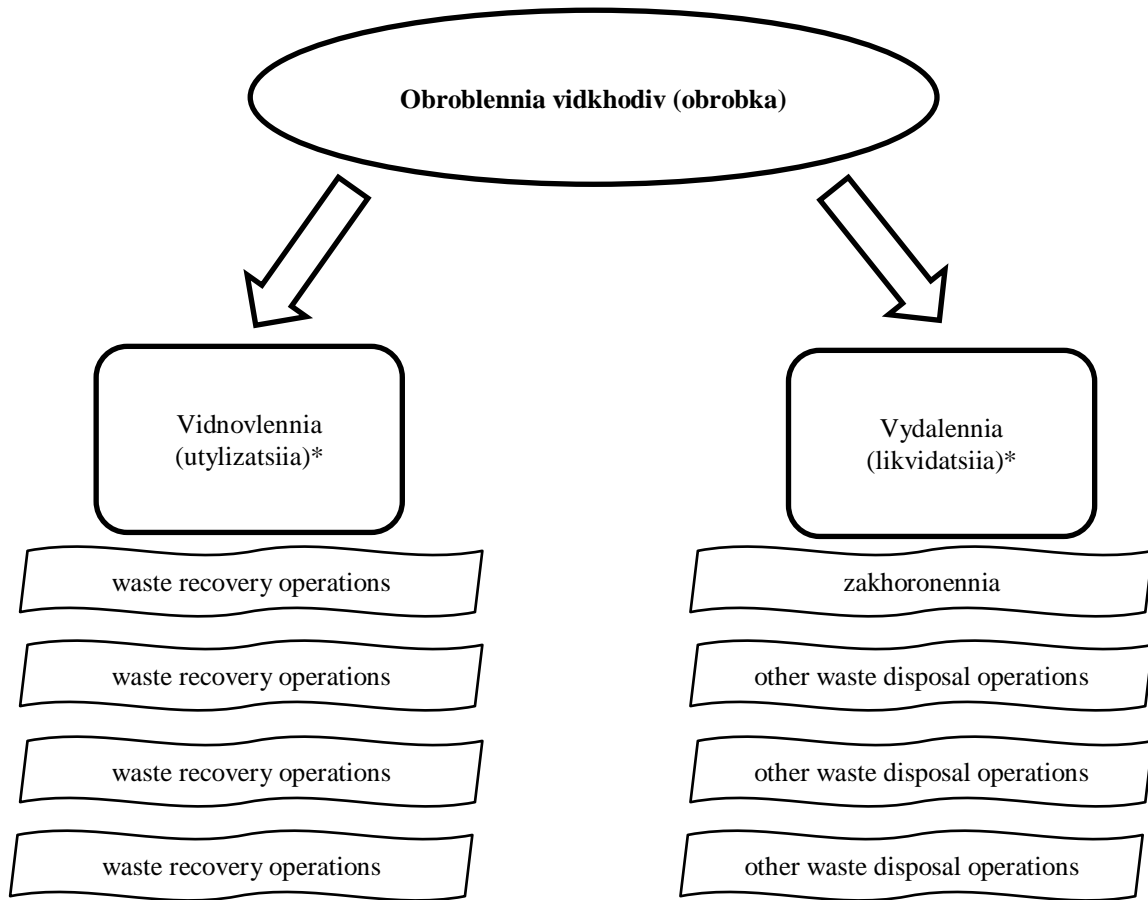 Obroblennia vidkhodiv (obrobka)
Vidnovlennia
(utylizatsiia)*
waste recovery operations
waste recovery operations
waste recovery operations
waste recovery operations
Vydalennia
(likvidatsiia)*
zakhoronennia
other waste disposal operations
other waste disposal operations
other waste disposal operations